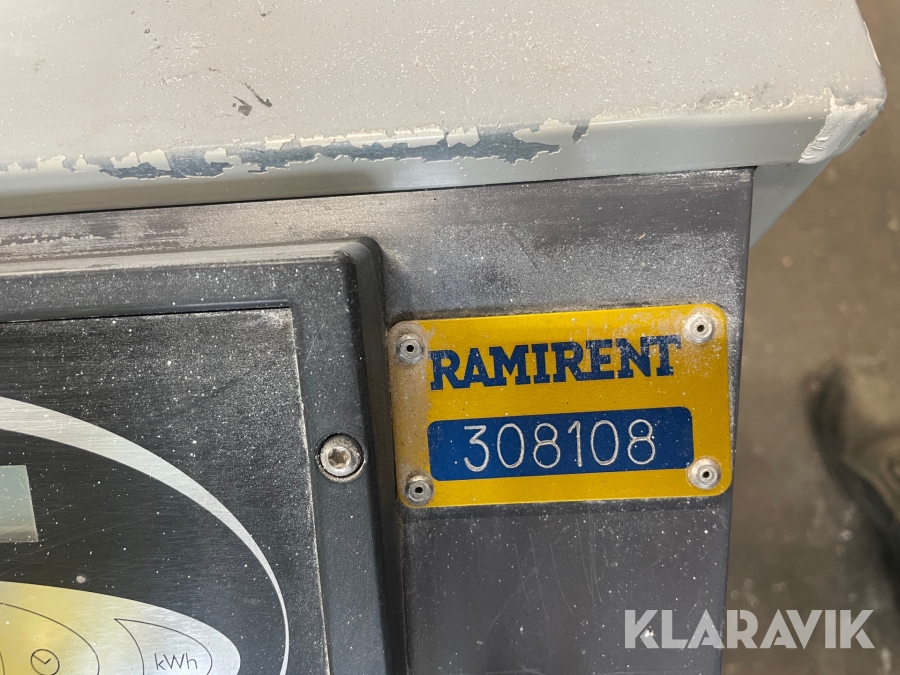 RAMIRENT
308108
kWh
KLARAVIK